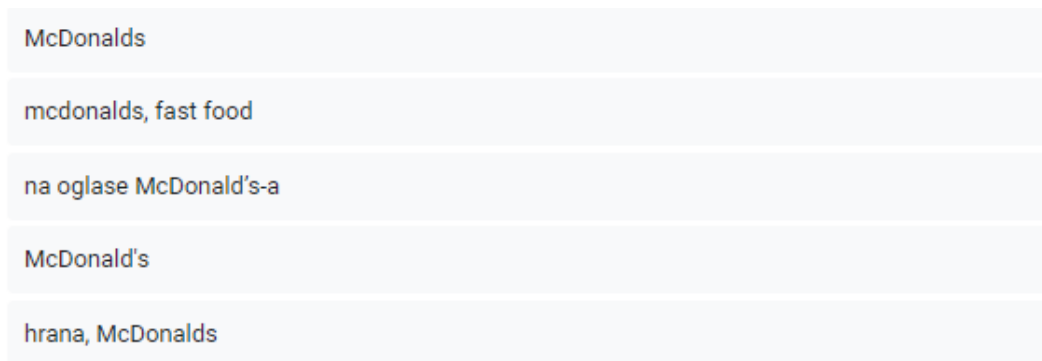 McDonalds
mcdonalds, fast food
na oglase McDonald’s-a
McDonald's
hrana, McDonalds